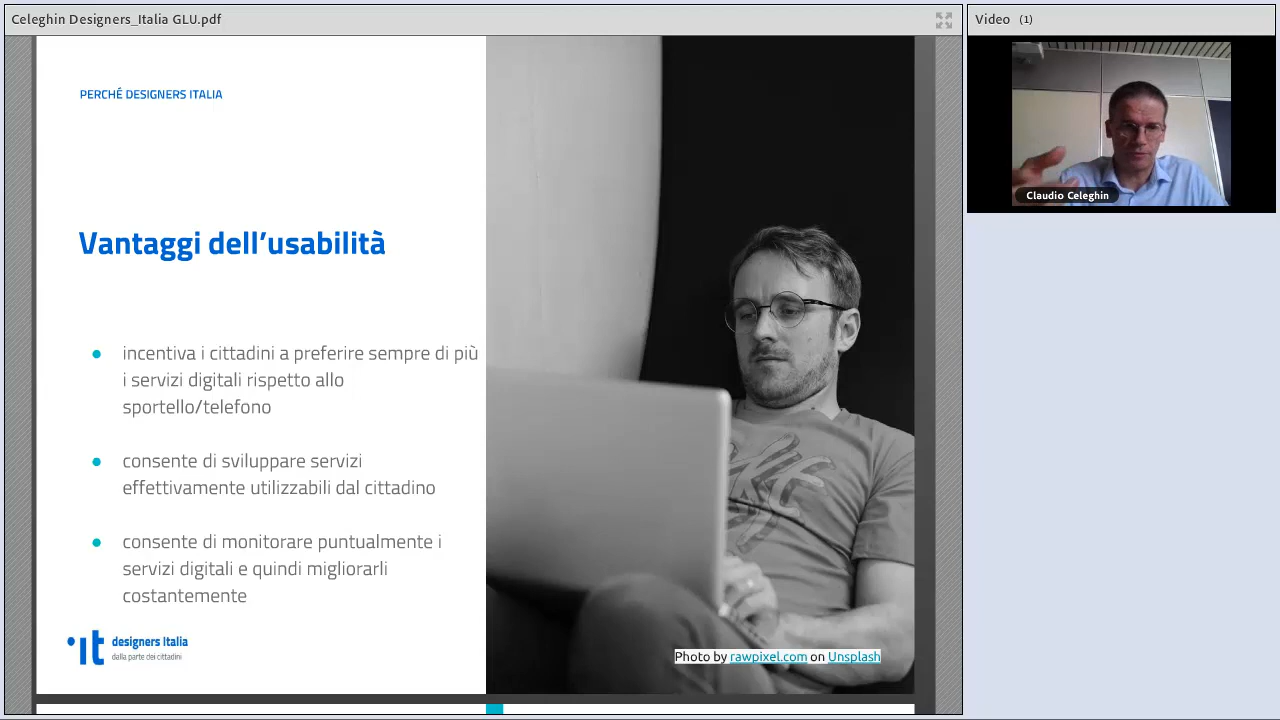 Celeghin Designers_Italia GLU.pdf
Video (1)
PERCHÉ DESIGNERS ITALIA
Vantaggi dell'usabilità
incentiva i cittadini a preferire sempre di più
i servizi digitali rispetto allo
sportello/telefono
consente di sviluppare servizi
effettivamente utilizzabili dal cittadino
consente di monitorare puntualmente i
servizi digitali e quindi migliorarli
costantemente
it designers italia
dalla parte dei cittadini
Photo by rawpixel.com on Unsplash
Claudio Celeghin